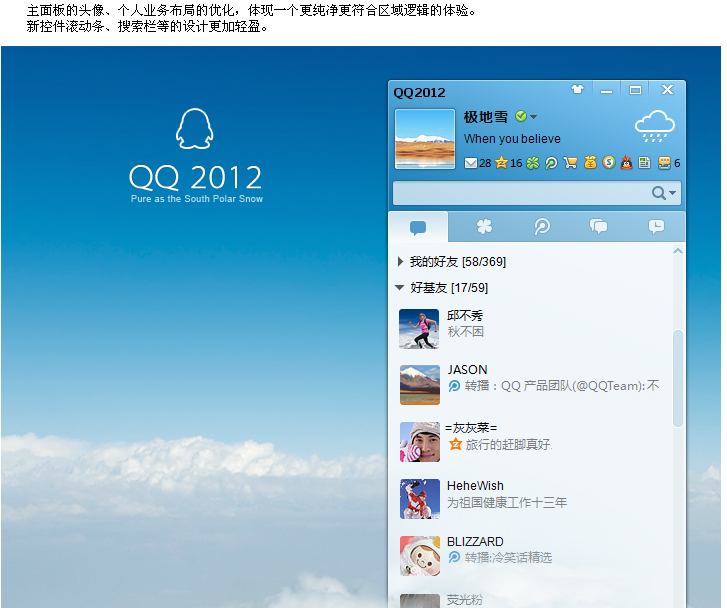 主面板的头像、个人业务布局的优化，体现一个更纯净更符合区域逻辑的体验。
新控件滚动条、搜索栏等的设计更加轻盈。
QQ 2012
Pure as the South Polar Snow
QQ2012
极地雪
When you believe
28 16 6
我的好友 [58/369]
好基友 [17/59]
邱不秀
秋不困
JASON
转播：QQ 产品团队(@QQTeam): 不
=灰灰菜=
旅行的赶脚真好
HeheWish
为祖国健康工作十三年
BLIZZARD
转播:冷笑话精选
荧光粉